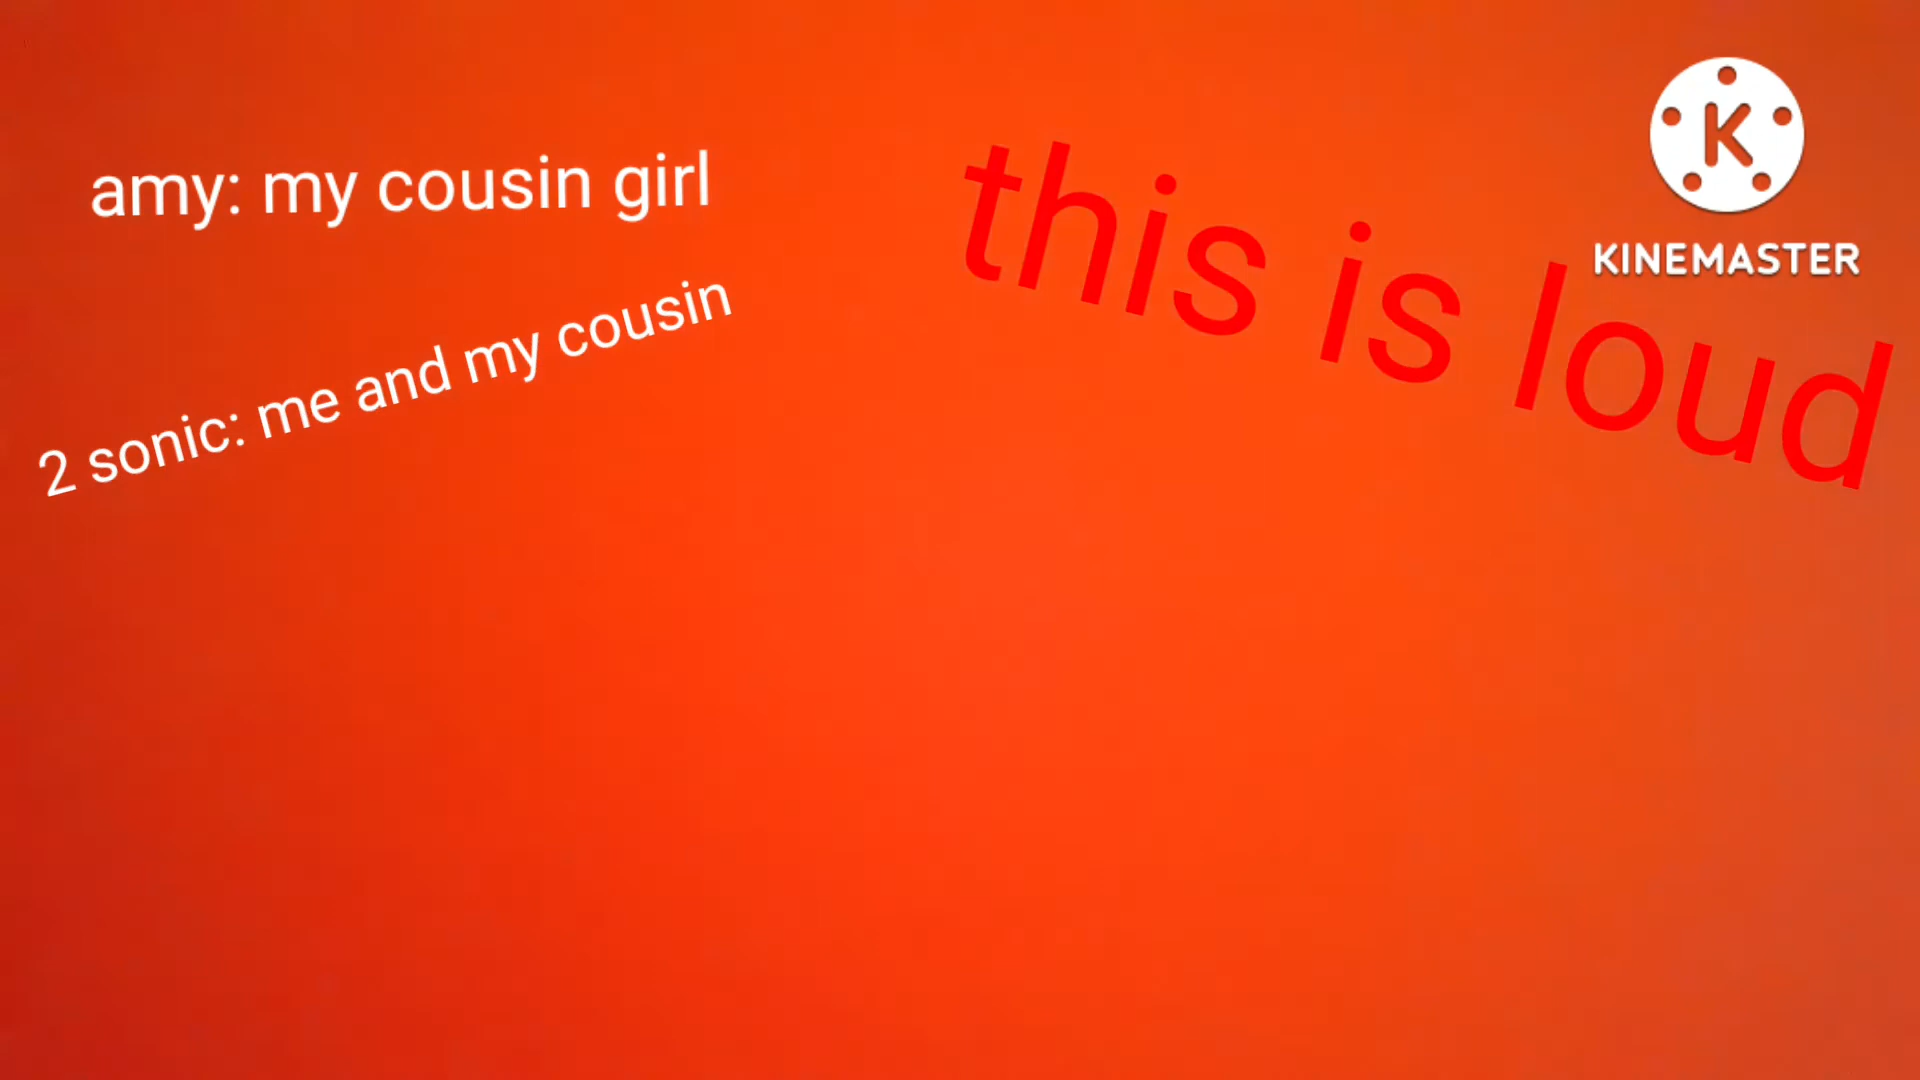 amy: my cousin girl
2 sonic: me and my cousin
this is loud
K
KINEMASTER